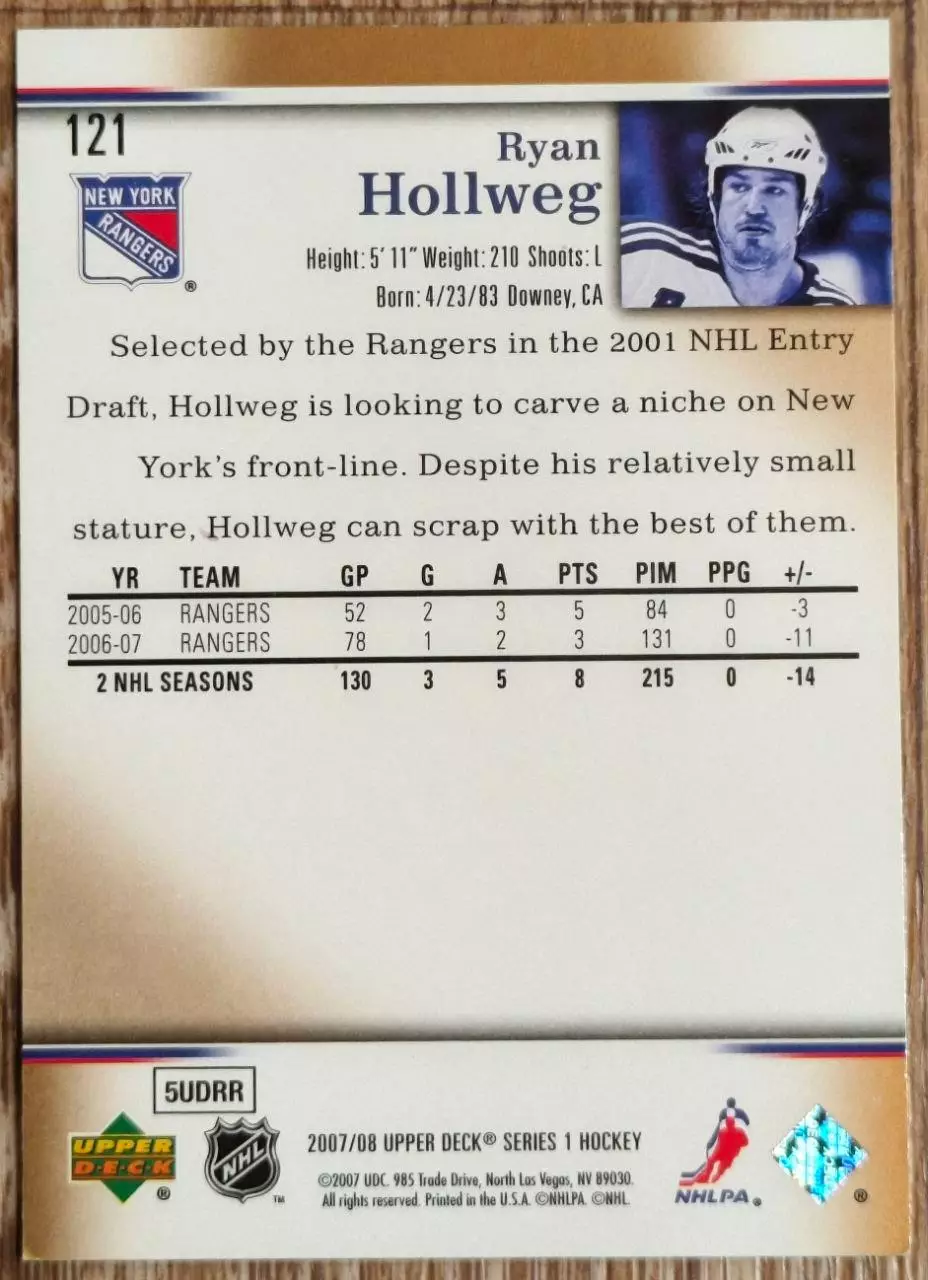 121
NEW YORK
RANGERS
®
Ryan
Hollweg
Height: 5' 11" Weight: 210 Shoots: L
Born: 4/23/83 Downey, CA
Selected by the Rangers in the 2001 NHL Entry
Draft, Hollweg is looking to carve a niche on New
York's front-line. Despite his relatively small
stature, Hollweg can scrap with the best of them.
YR TEAM GP G A PTS PIM PPG +/-
2005-06 RANGERS 52 2 3 5 84 0 -3
2006-07 RANGERS 78 1 2 3 131 0 -11
2 NHL SEASONS 130 3 5 8 215 0 -14
5UDRR
UPPER
DECK
®
NHL
™
2007/08 UPPER DECK® SERIES 1 HOCKEY
©2007 UDC. 985 Trade Drive, North Las Vegas, NV 89030.
All rights reserved. Printed in the U.S.A. ©NHLPA. ©NHL.
NHLPA®
®